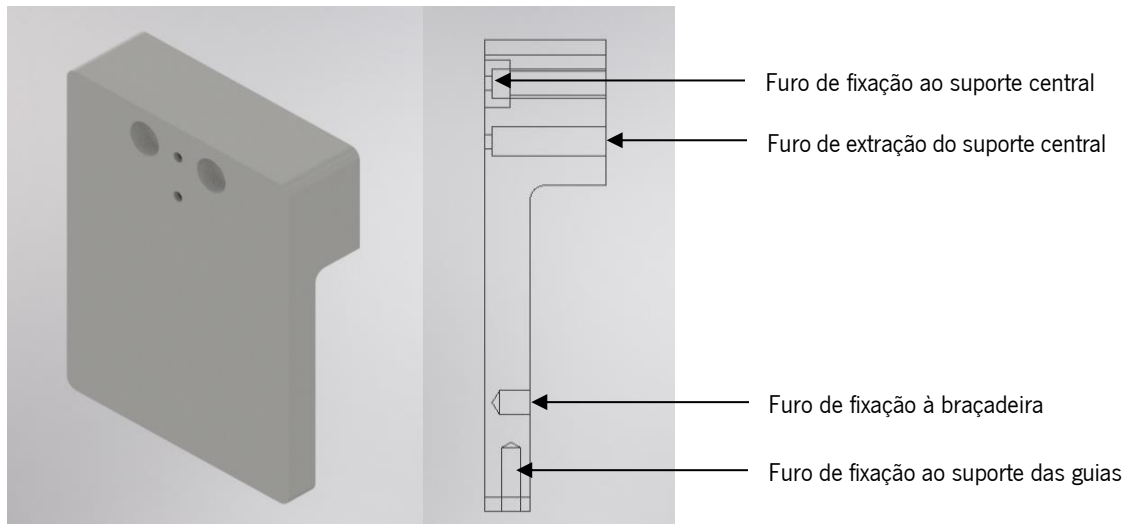 Furo de fixação ao suporte central
Furo de extração do suporte central
Furo de fixação à braçadeira
Furo de fixação ao suporte das guias